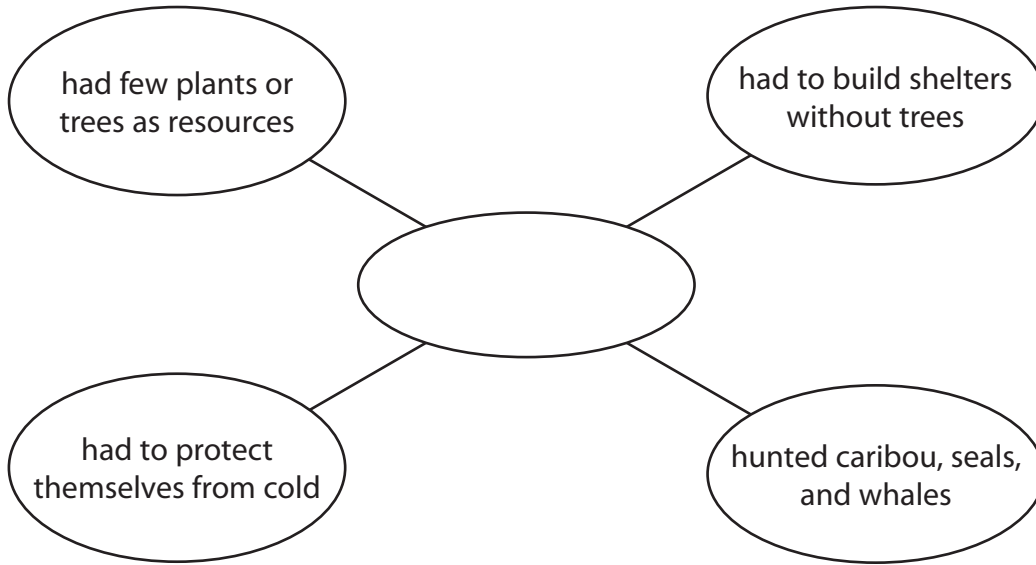 had few plants or
trees as resources
had to build shelters
without trees
had to protect
themselves from cold
hunted caribou, seals,
and whales